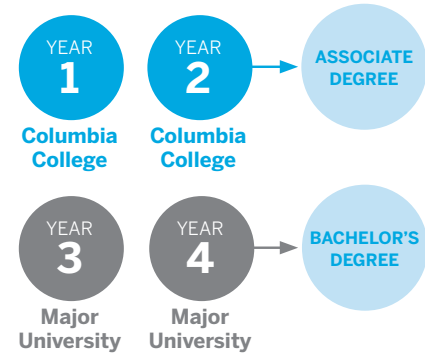 YEAR
1
YEAR
2
ASSOCIATE
DEGREE
Columbia
College
Columbia
College
YEAR
3
YEAR
4
BACHELOR'S
DEGREE
Major
University
Major
University